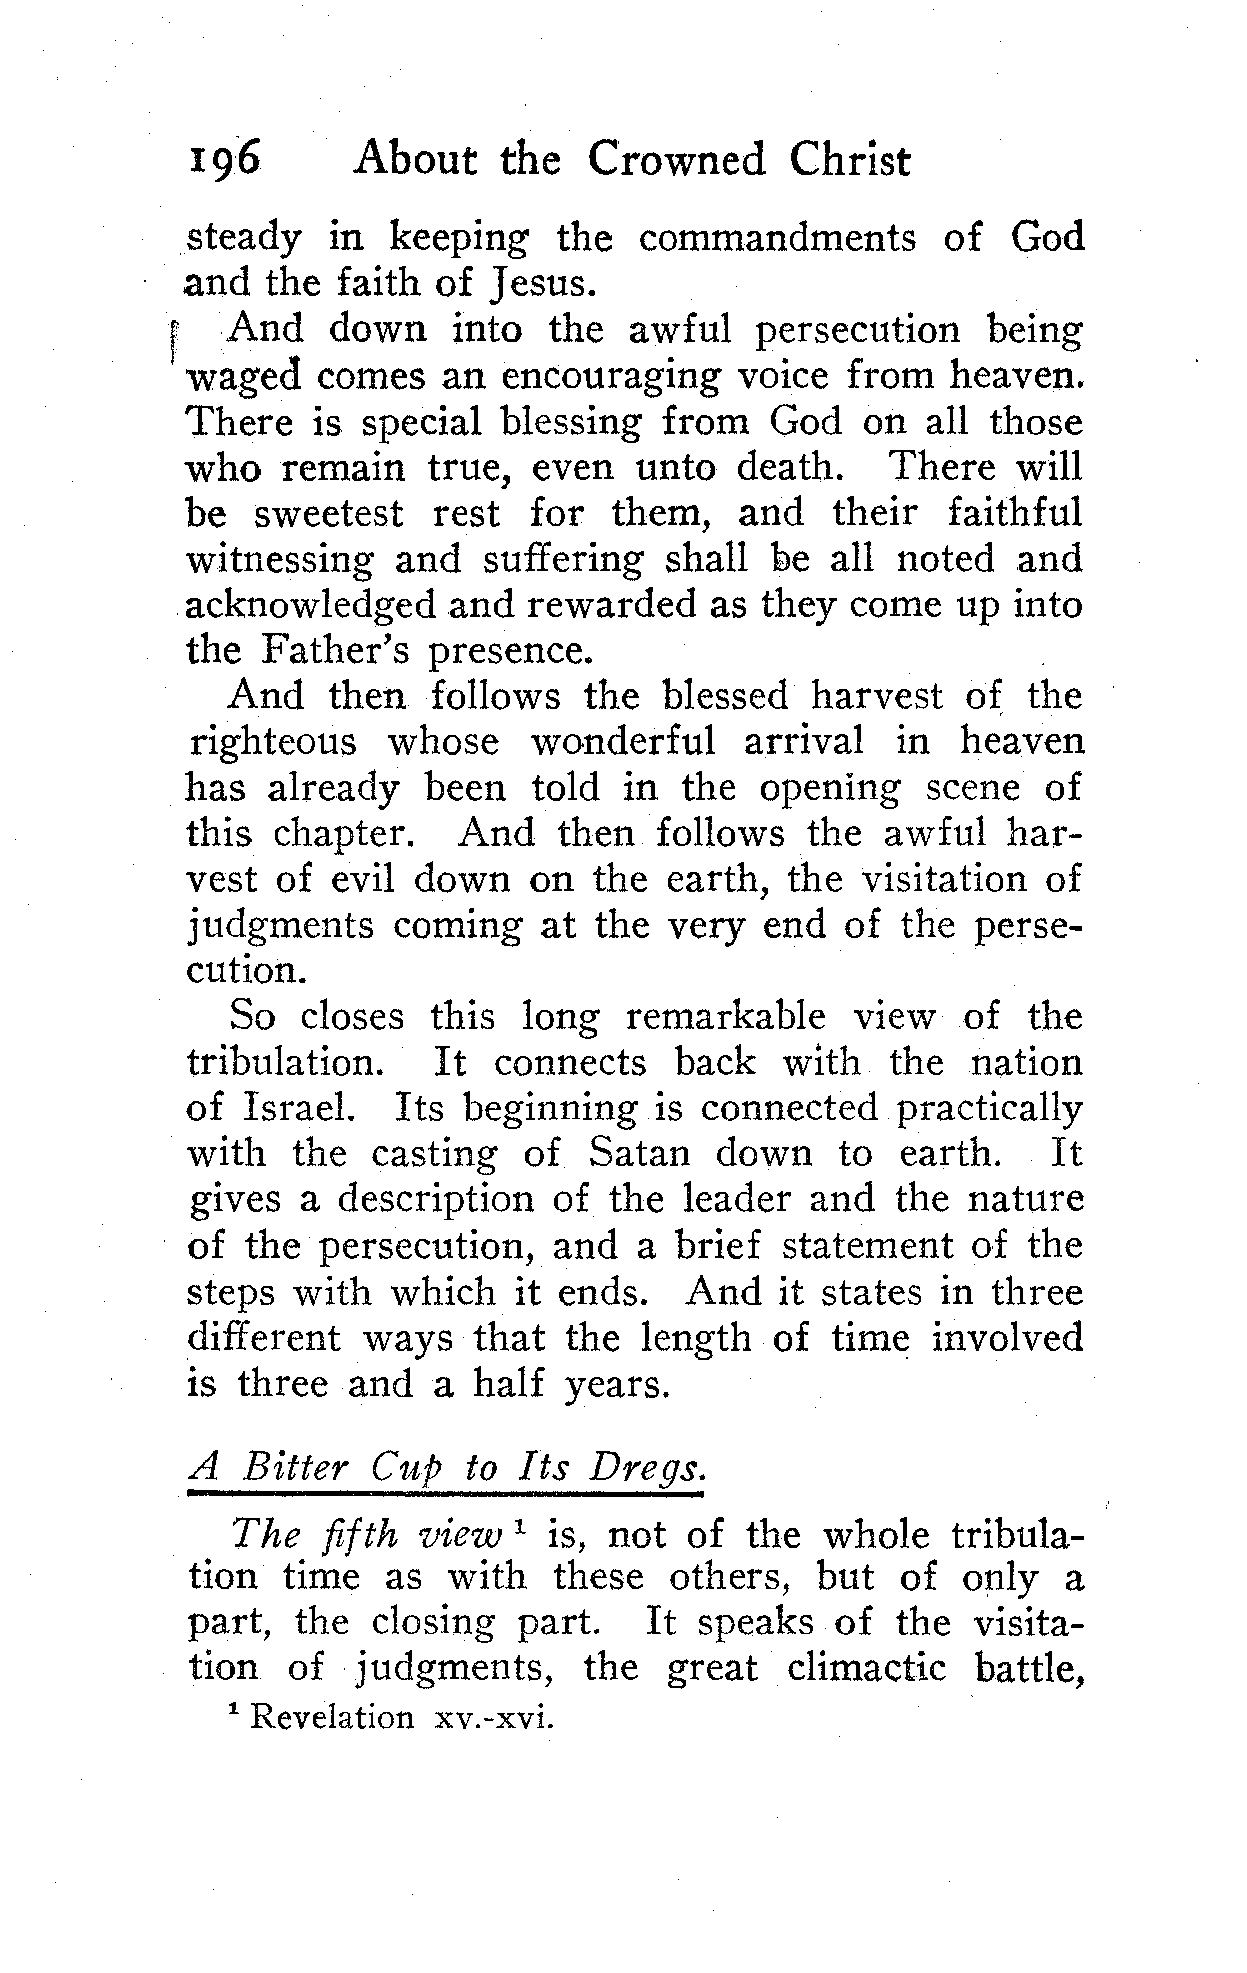 196 About the Crowned Christ
steady in keeping the commandments of God
and the faith of Jesus.
And down into the awful persecution being
waged comes an encouraging voice from heaven.
There is special blessing from God on all those
who remain true, even unto death. There will
be sweetest rest for them, and their faithful
witnessing and suffering shall be all noted and
acknowledged and rewarded as they come up into
the Father's presence.
And then follows the blessed harvest of the
righteous whose wonderful arrival in heaven
has already been told in the opening scene of
this chapter. And then follows the awful har-
vest of evil down on the earth, the visitation of
judgments coming at the very end of the perse-
cution.
So closes this long remarkable view of the
tribulation. It connects back with the nation
of Israel. Its beginning is connected practically
with the casting of Satan down to earth. It
gives a description of the leader and the nature
of the persecution, and a brief statement of the
steps with which it ends. And it states in three
different ways that the length of time involved
is three and a half years.
A Bitter Cup to Its Dregs.
The fifth view ¹ is, not of the whole tribula-
tion time as with these others, but of only a
part, the closing part. It speaks of the visita-
tion of judgments, the great climactic battle,
¹ Revelation xv.-xvi.